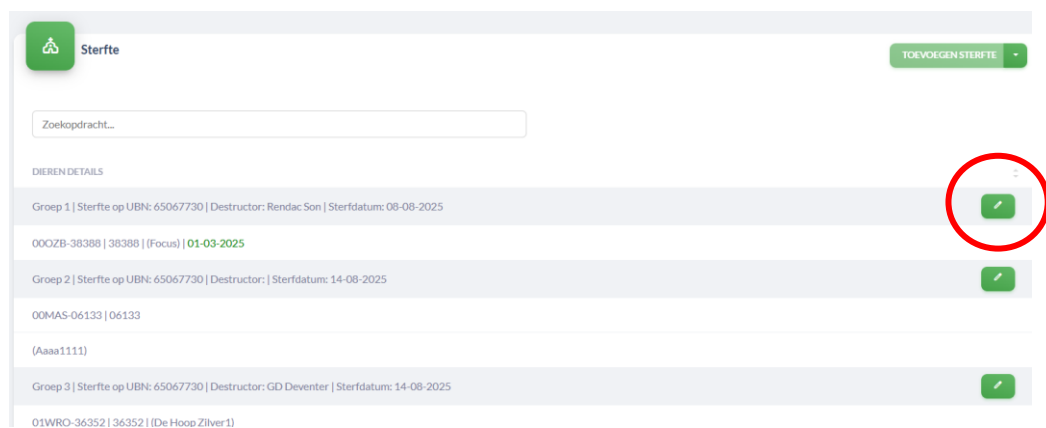 Sterfte
TOEVOEGEN STERFTE
Zoekopdracht...
DIEREN DETAILS
Groep 1 | Sterfte op UBN: 65067730 | Destructor: Rendac Son | Sterfdatum: 08-08-2025
00OZB-38388 | 38388 | (Focus) | 01-03-2025
Groep 2 | Sterfte op UBN: 65067730 | Destructor: | Sterfdatum: 14-08-2025
00MAS-06133 | 06133
(Aaaa1111)
Groep 3 | Sterfte op UBN: 65067730 | Destructor: GD Deventer | Sterfdatum: 14-08-2025
01WRO-36352 | 36352 | (De Hoop Zilver1)